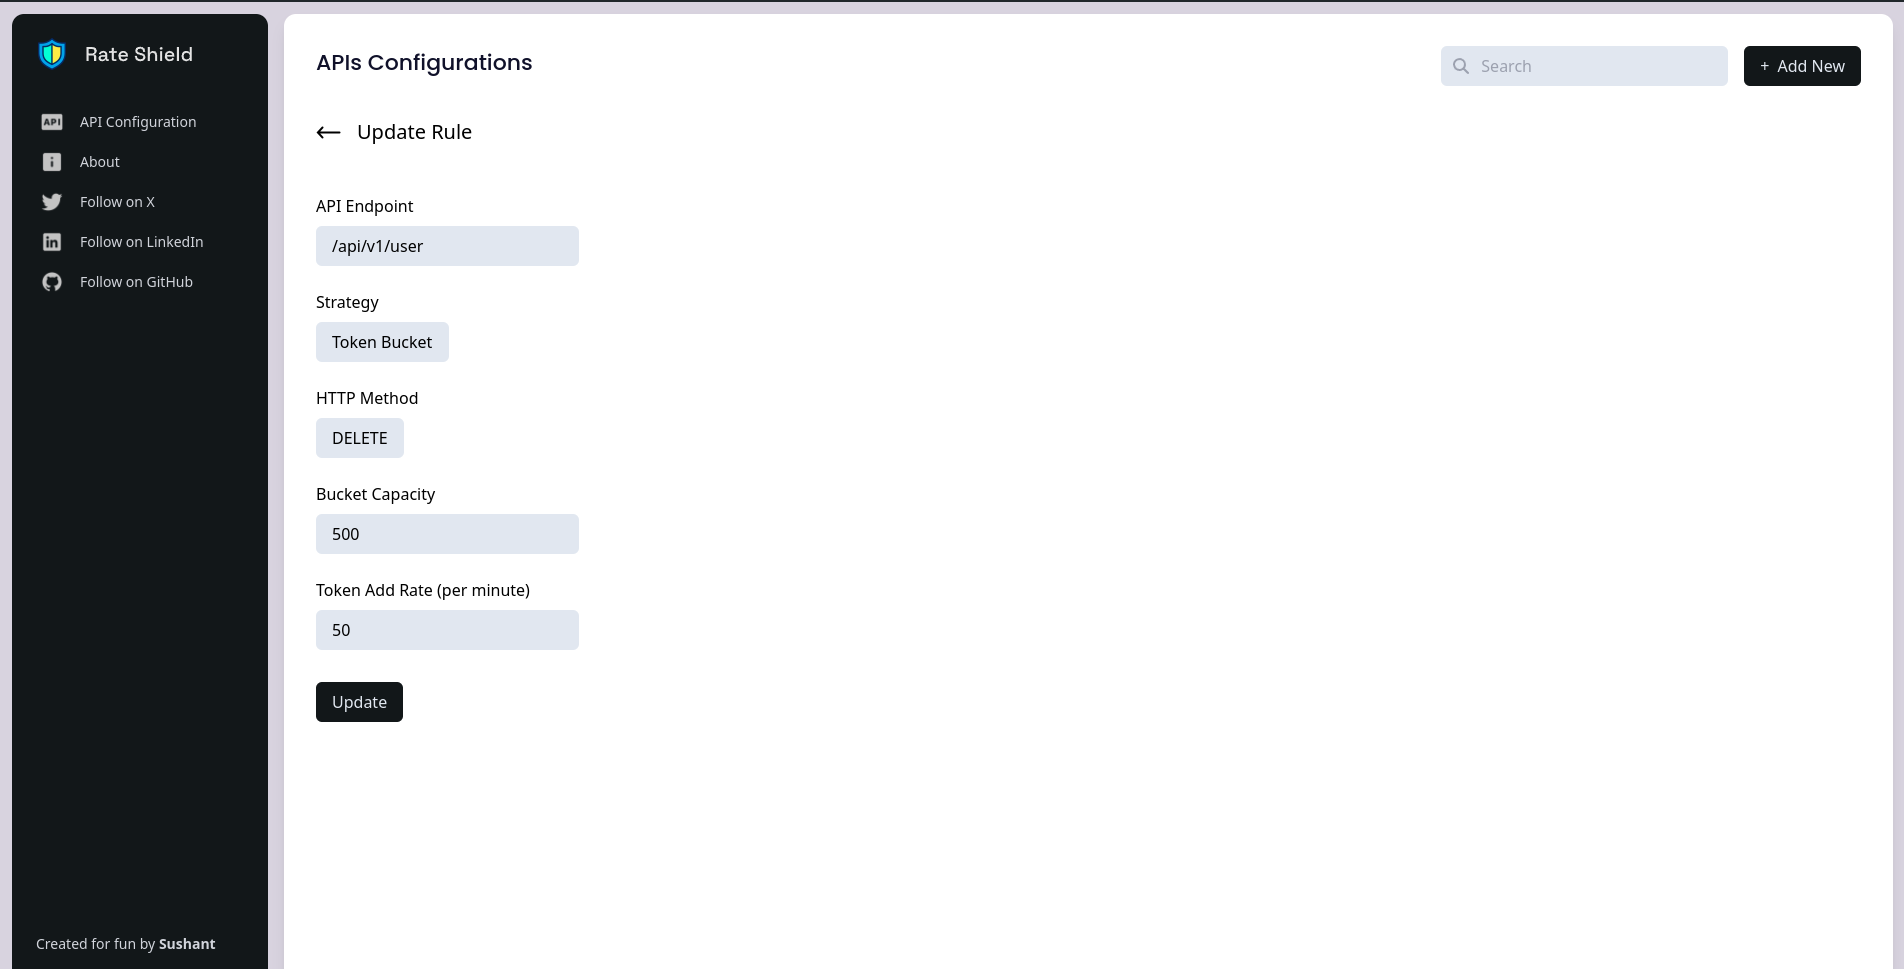 Rate Shield
API Configuration
About
Follow on X
Follow on LinkedIn
Follow on GitHub
Created for fun by Sushant
APIs Configurations
Search
+ Add New
Update Rule
API Endpoint
/api/v1/user
Strategy
Token Bucket
HTTP Method
DELETE
Bucket Capacity
500
Token Add Rate (per minute)
50
Update